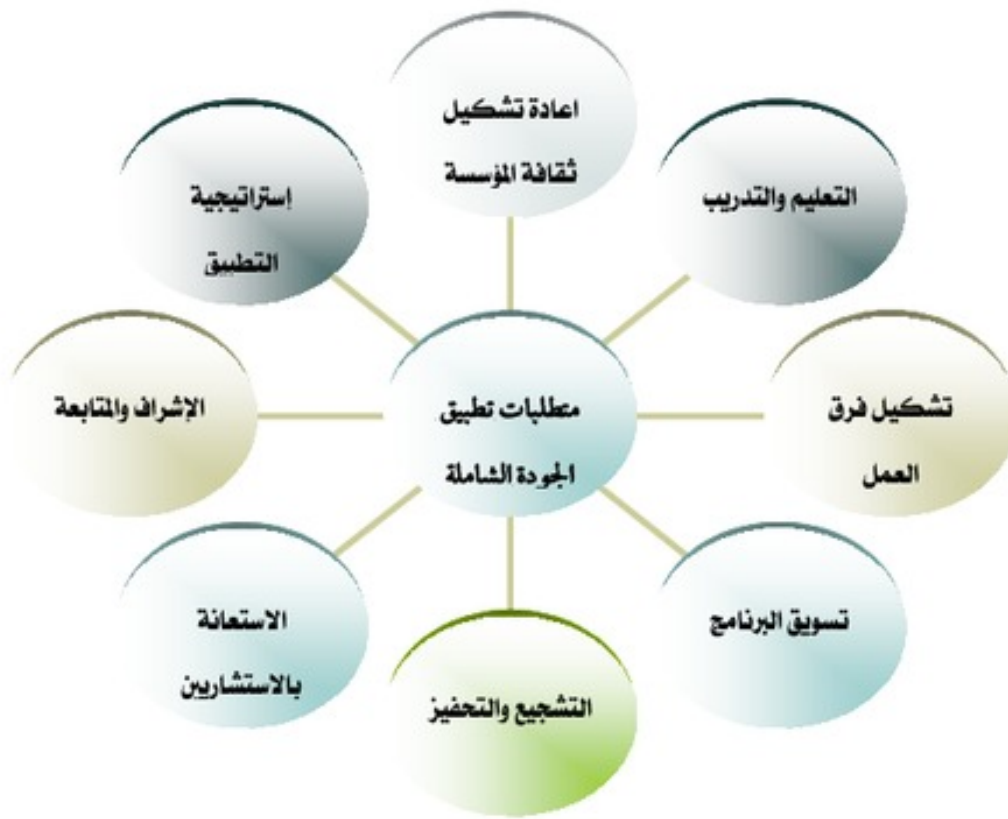 اعادة تشكيل
ثقافة المؤسسة
التعليم والتدريب
إستراتيجية
التطبيق
تشكيل فرق
العمل
متطلبات تطبيق
الجودة الشاملة
الإشراف والمتابعة
تسويق البرنامج
الاستعانة
بالاستشاريين
التشجيع والتحفيز